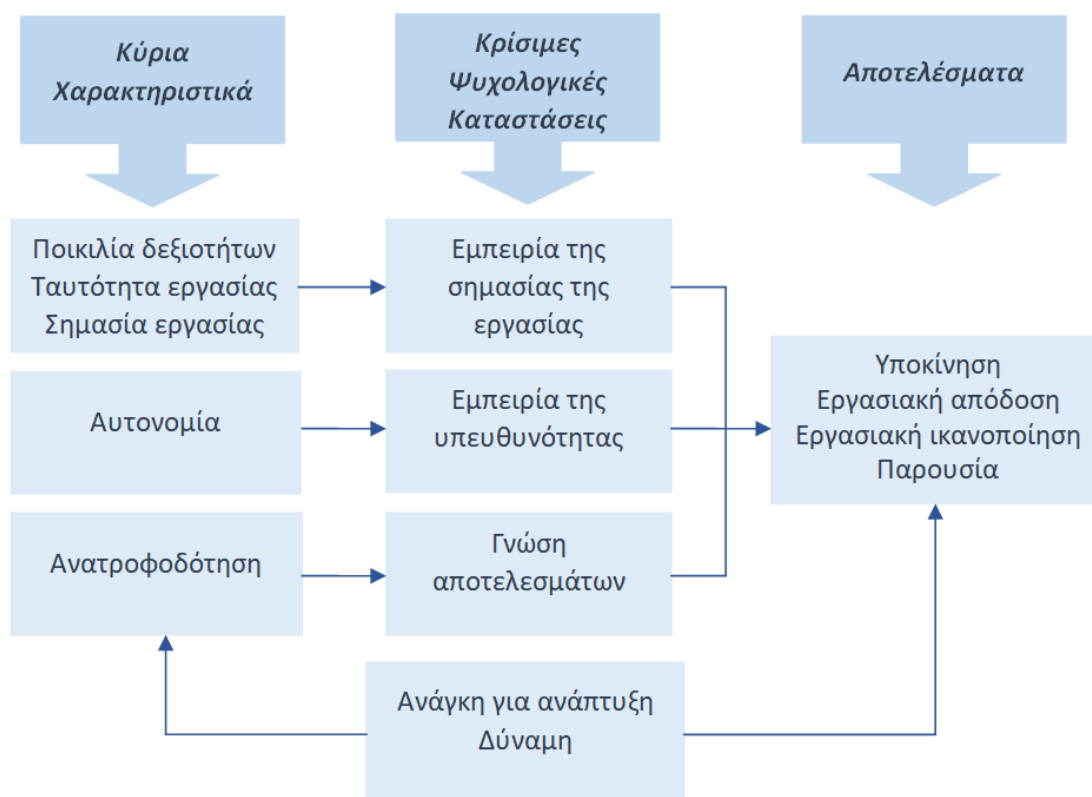 Κύρια
Χαρακτηριστικά
Κρίσιμες
Ψυχολογικές
Καταστάσεις
Αποτελέσματα
Ποικιλία δεξιοτήτων
Ταυτότητα εργασίας
Σημασία εργασίας
Εμπειρία της
σημασίας της
εργασίας
Αυτονομία
Εμπειρία της
υπευθυνότητας
Υποκίνηση
Εργασιακή απόδοση
Εργασιακή ικανοποίηση
Παρουσία
Ανατροφοδότηση
Γνώση
αποτελεσμάτων
Ανάγκη για ανάπτυξη
Δύναμη